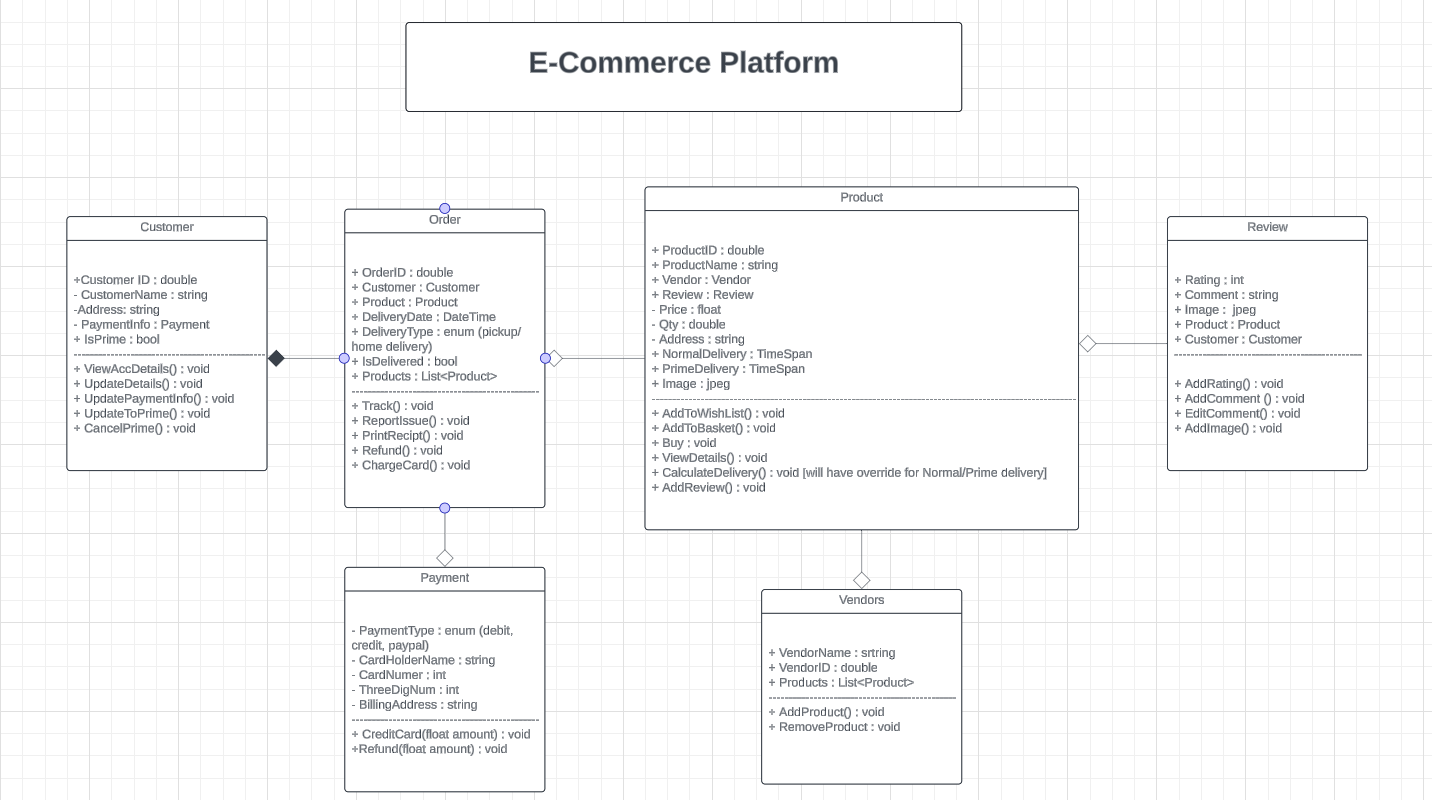 E-Commerce Platform
Customer
+Customer ID : double
- CustomerName : string
-Address: string
- PaymentInfo : Payment
+ IsPrime : bool
+ ViewAccDetails() : void
+ UpdateDetails() : void
+ UpdatePaymentInfo() : void
+ UpdateToPrime() : void
+ CancelPrime() : void
Order
+ OrderID : double
+ Customer : Customer
+ Product : Product
+ DeliveryDate : DateTime
+ DeliveryType : enum (pickup/
home delivery)
+ IsDelivered : bool
+ Products : List<Product>
+ Track() : void
+ ReportIssue() : void
+ PrintRecipt() : void
+ Refund() : void
+ ChargeCard() : void
Product
+ ProductID : double
+ ProductName : string
+ Vendor : Vendor
+ Review : Review
- Price : float
- Qty : double
- Address : string
+ NormalDelivery : TimeSpan
+ PrimeDelivery : TimeSpan
+ Image : jpeg
+ AddToWishList() : void
+ AddToBasket() : void
+ Buy : void
+ ViewDetails() : void
+ CalculateDelivery() : void [will have override for Normal/Prime delivery]
+ AddReview() : void
Review
+ Rating : int
+ Comment : string
+ Image : jpeg
+ Product : Product
+ Customer : Customer
+ AddRating() : void
+ AddComment () : void
+ EditComment() : void
+ AddImage() : void
Payment
- PaymentType : enum (debit,
credit, paypal)
- CardHolderName : string
- CardNumer : int
- ThreeDigNum : int
- BillingAddress : string
+ CreditCard(float amount) : void
+Refund(float amount) : void
Vendors
+ VendorName : srtring
+ VendorID : double
+ Products : List<Product>
+ AddProduct() : void
+ RemoveProduct : void